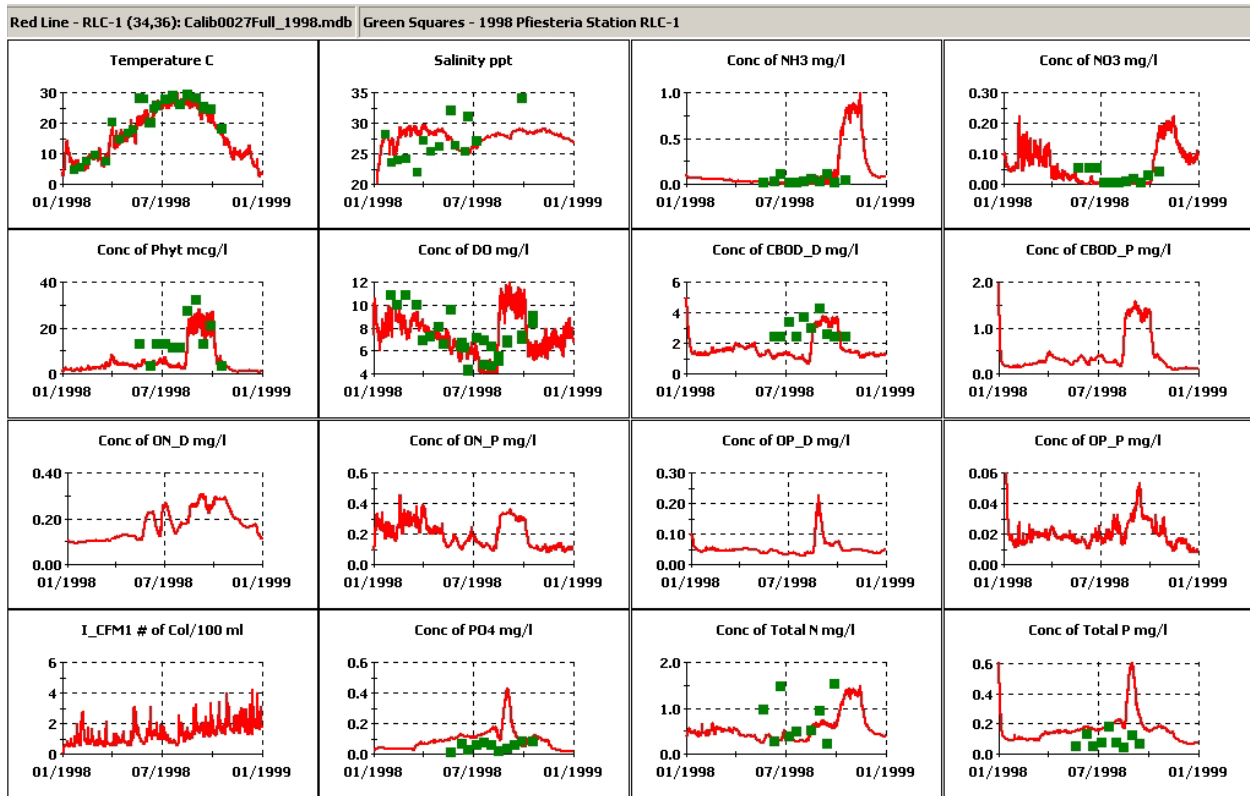 Red Line - RLC-1 (34,36): Calib0027Full_1998.mdb Green Squares - 1998 Pfiesteria Station RLC-1
Temperature C
30
20
10
0
01/1998 07/1998 01/1999
Salinity ppt
35
30
25
20
01/1998 07/1998 01/1999
Conc of NH3 mg/l
1.0
0.5
0.0
01/1998 07/1998 01/1999
Conc of NO3 mg/l
0.30
0.20
0.10
0.00
01/1998 07/1998 01/1999
Conc of Phyt mcg/l
40
20
0
01/1998 07/1998 01/1999
Conc of DO mg/l
12
10
8
6
4
01/1998 07/1998 01/1999
Conc of CBOD_D mg/l
6
4
2
0
01/1998 07/1998 01/1999
Conc of CBOD_P mg/l
2.0
1.0
0.0
01/1998 07/1998 01/1999
Conc of ON_D mg/l
0.40
0.20
0.00
01/1998 07/1998 01/1999
Conc of ON_P mg/l
0.6
0.4
0.2
0.0
01/1998 07/1998 01/1999
Conc of OP_D mg/l
0.30
0.20
0.10
0.00
01/1998 07/1998 01/1999
Conc of OP_P mg/l
0.06
0.04
0.02
0.00
01/1998 07/1998 01/1999
I_CFM1 # of Col/100 ml
6
4
2
0
01/1998 07/1998 01/1999
Conc of PO4 mg/l
0.6
0.4
0.2
0.0
01/1998 07/1998 01/1999
Conc of Total N mg/l
2.0
1.0
0.0
01/1998 07/1998 01/1999
Conc of Total P mg/l
0.6
0.4
0.2
0.0
01/1998 07/1998 01/1999